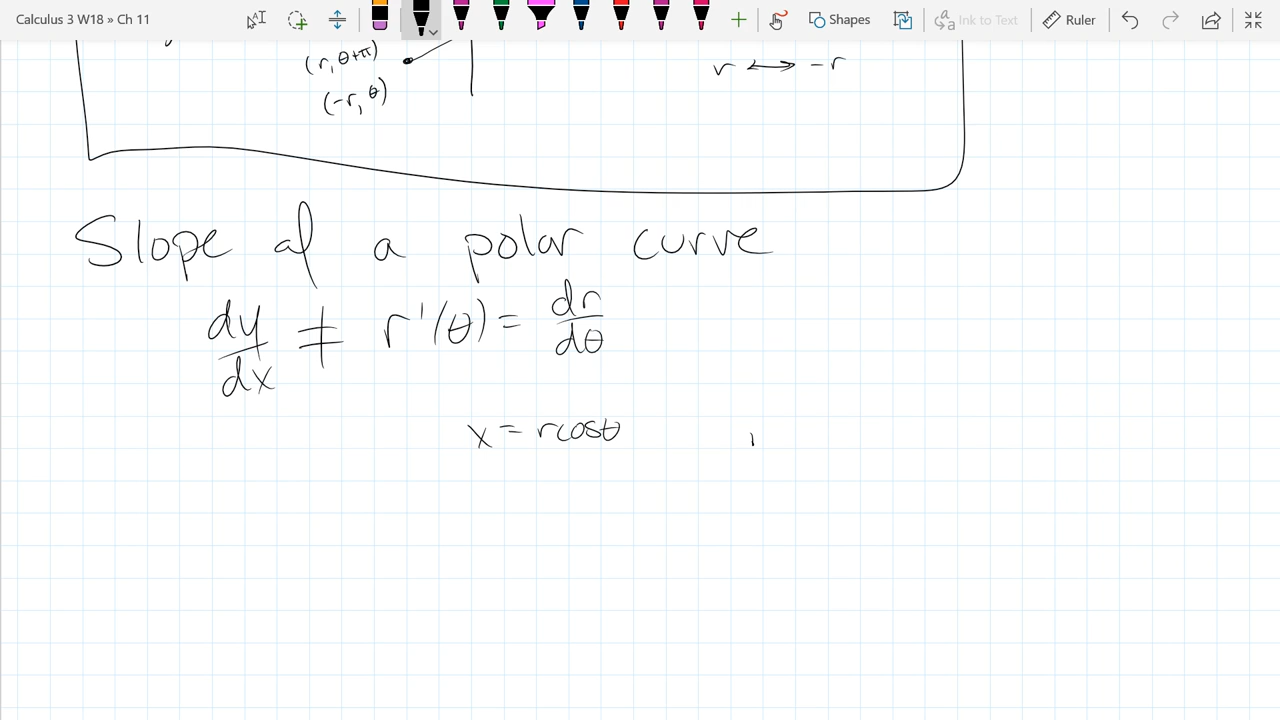 Calculus 3 W18 » Ch 11
Shapes
Ink to Text
Ruler
(r, θ+π)
r ⟷ -r
(-r, θ)
Slope of a polar curve
dy/dx ≠ r'(θ) = dr/dθ
x = rcosθ